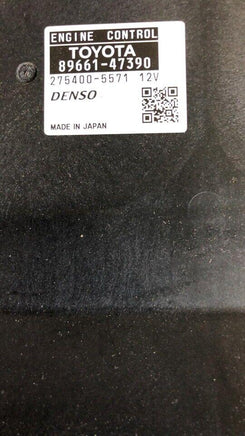 ENGINE CONTROL
TOYOTA
89661-47390
275400-5571 12V
DENSO
MADE IN JAPAN